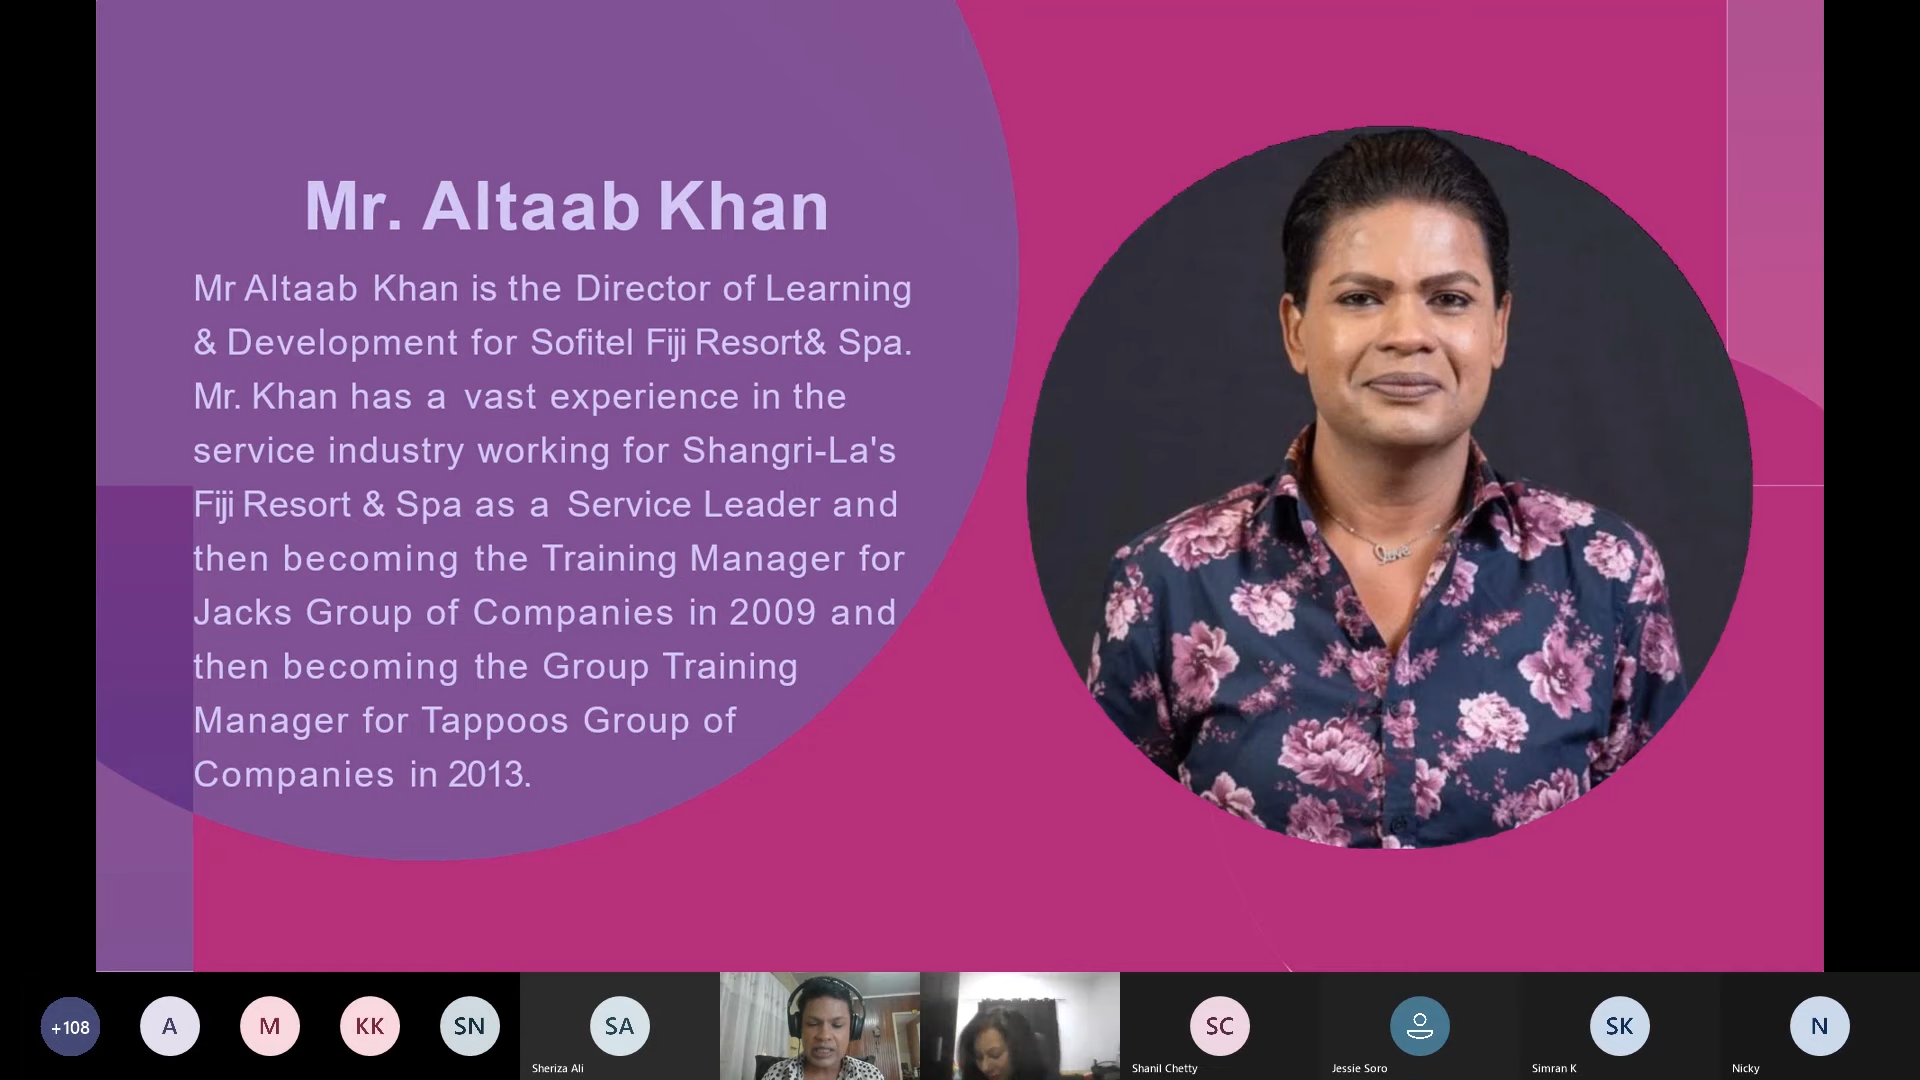 Mr. Altaab Khan
Mr Altaab Khan is the Director of Learning
& Development for Sofitel Fiji Resort& Spa.
Mr. Khan has a vast experience in the
service industry working for Shangri-La's
Fiji Resort & Spa as a Service Leader and
then becoming the Training Manager for
Jacks Group of Companies in 2009 and
then becoming the Group Training
Manager for Tappoos Group of
Companies in 2013.
+108
A
M
KK
SN
SA
SC
SK
N
Sheriza Ali
Shanil Chetty
Jessie Soro
Simran K
Nicky